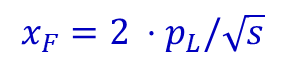 x_F = 2 · p_L/√s